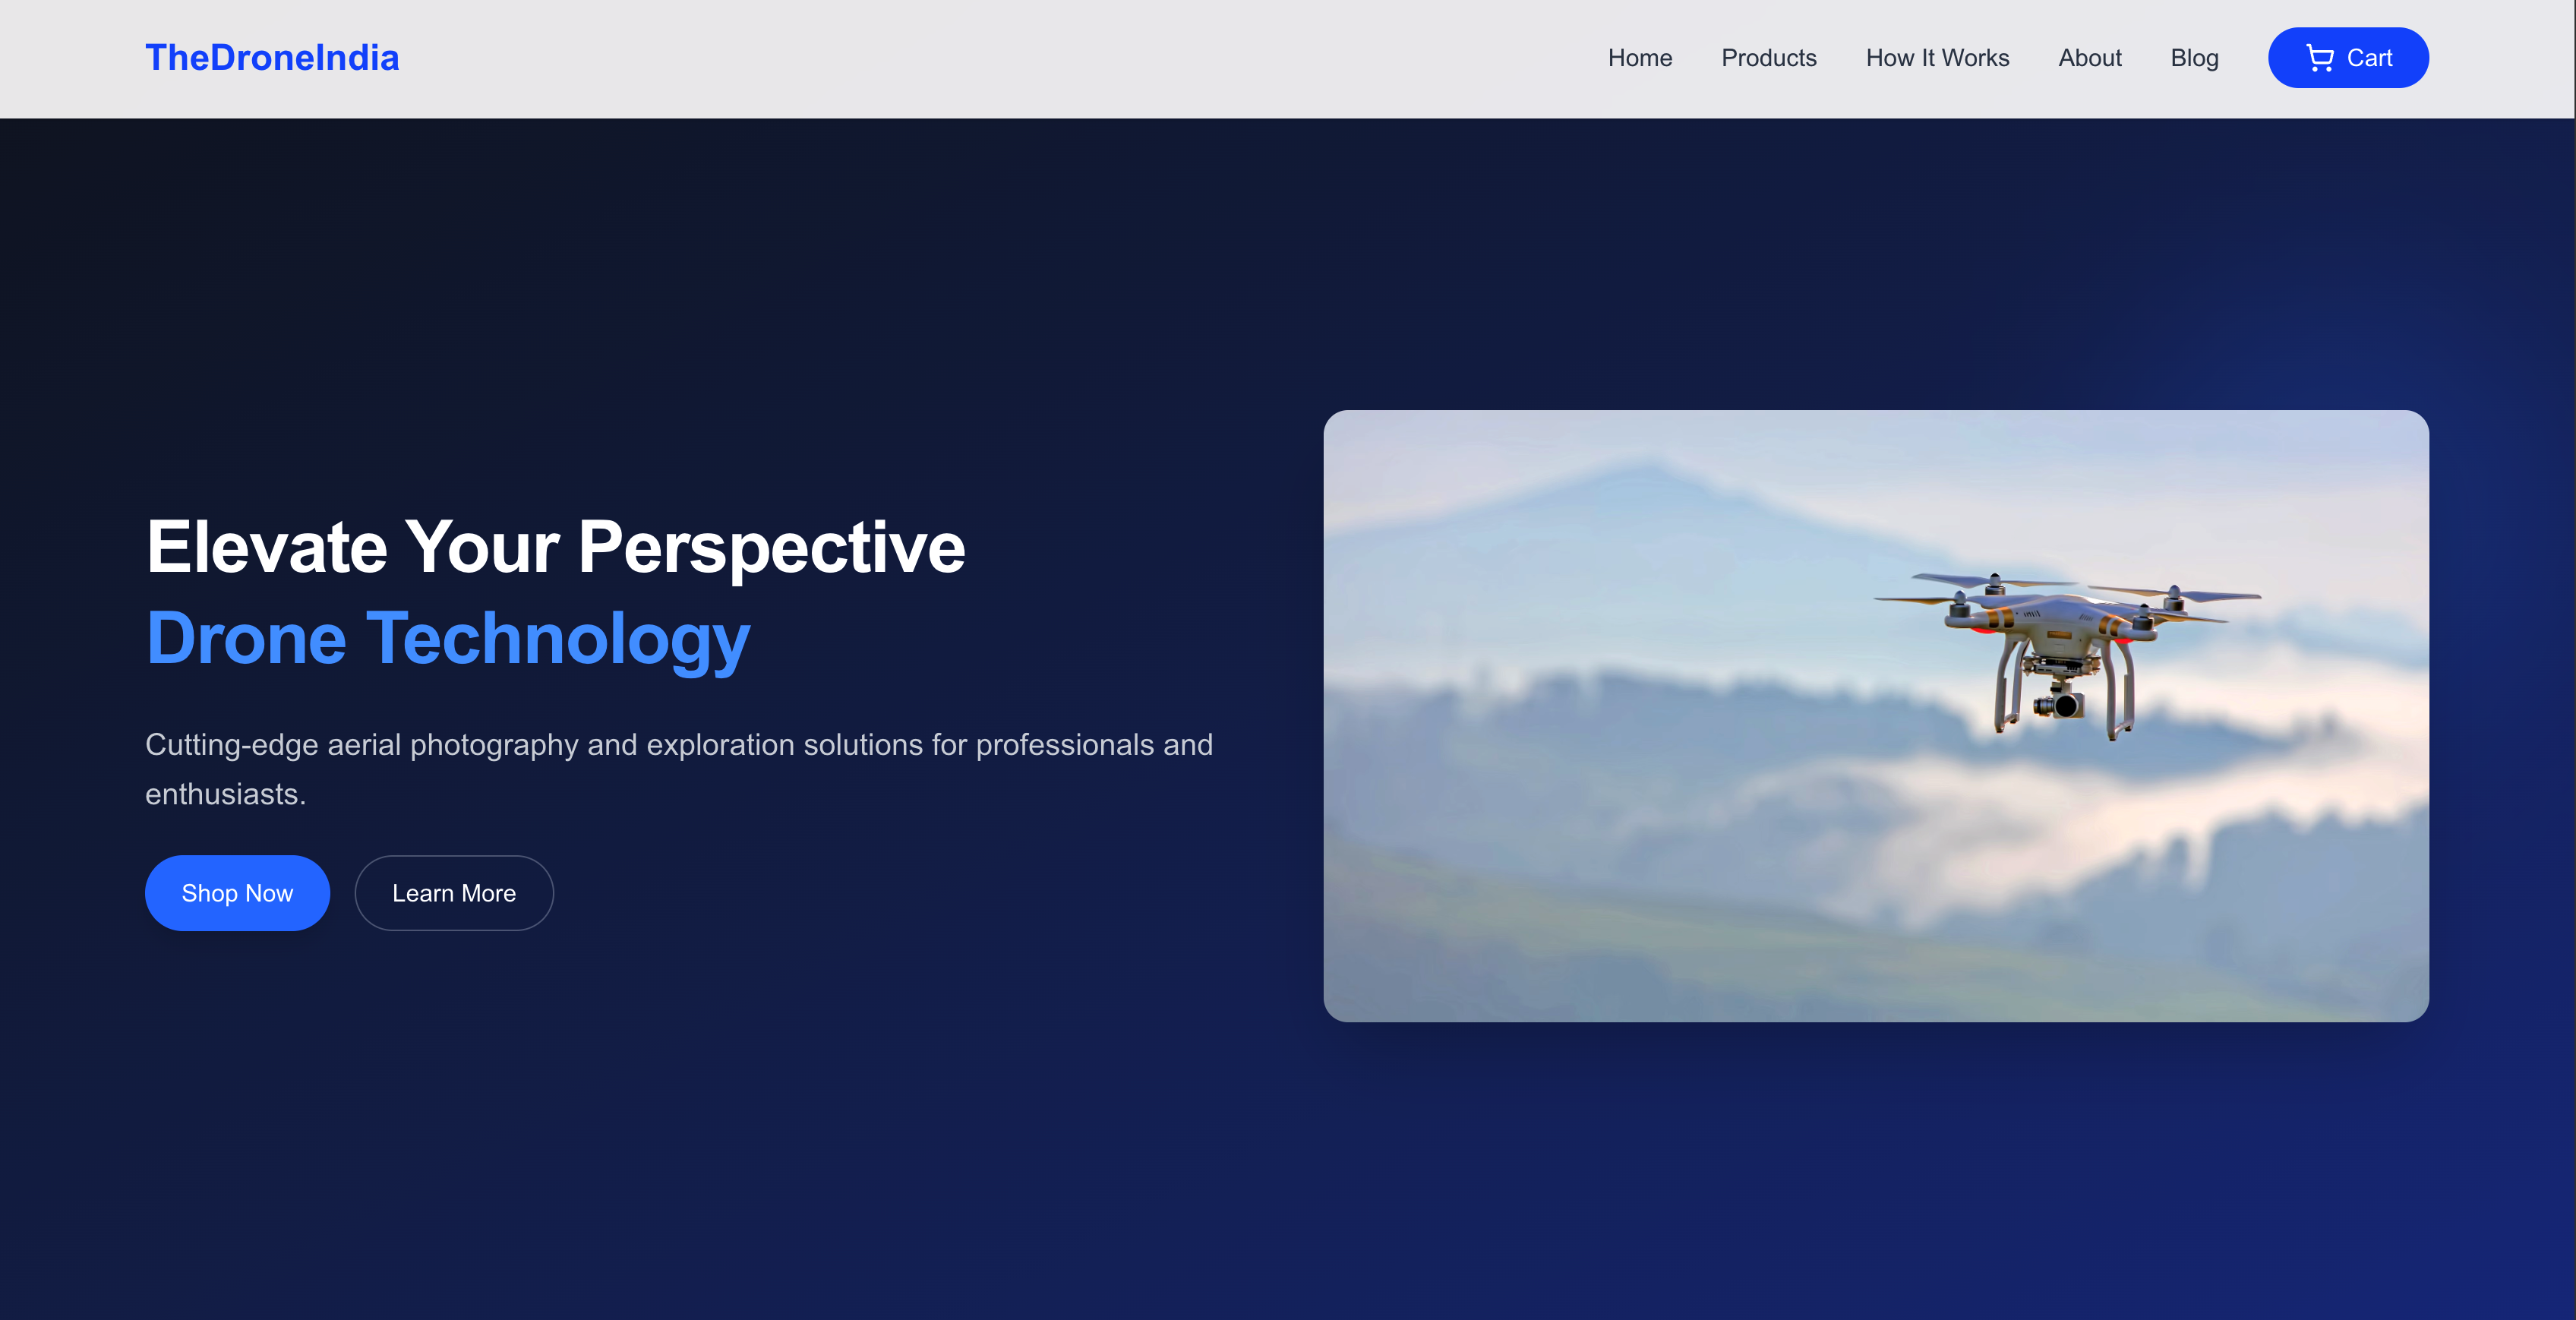 TheDroneIndia
Home
Products
How It Works
About
Blog
Cart
Elevate Your Perspective
Drone Technology
Cutting-edge aerial photography and exploration solutions for professionals and
enthusiasts.
Shop Now
Learn More